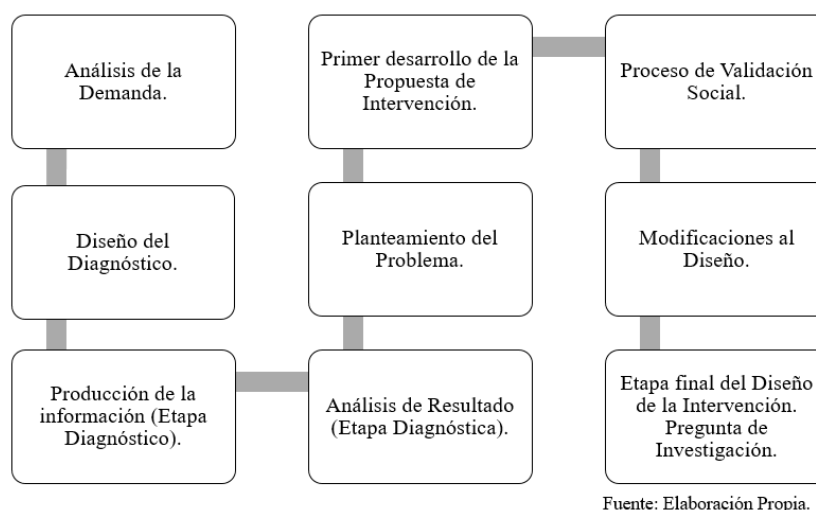 Análisis de la
Demanda.
Diseño del
Diagnóstico.
Producción de la
información (Etapa
Diagnóstico).
Análisis de Resultado
(Etapa Diagnóstica).
Planteamiento del
Problema.
Primer desarrollo de la
Propuesta de
Intervención.
Proceso de Validación
Social.
Modificaciones al
Diseño.
Etapa final del Diseño
de la Intervención.
Pregunta de
Investigación.
Fuente: Elaboración Propia.